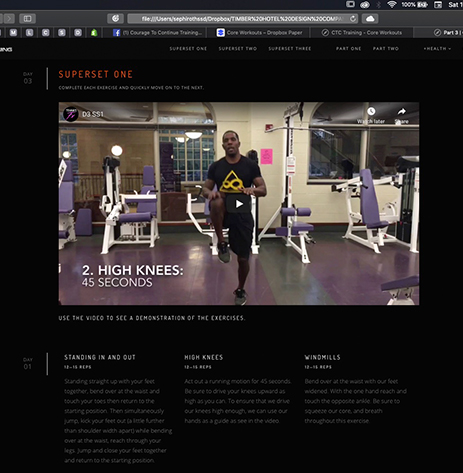 100%
Sat 1
file:///Users/sephirothssd/Dropbox/TIMBER%20HOTEL%20DESIGN%20COMP
(1) Courage To Continue Training...
Core Workouts – Dropbox Paper
CTC Training - Core Workouts
Part 3 |
NING
SUPERSET ONE
SUPERSET TWO
SUPERSET THREE
PART ONE
PART TWO
+HEALTH
DAY
03
SUPERSET ONE
COMPLETE EACH EXERCISE AND QUICKLY MOVE ON TO THE NEXT.
D3.SS1
Watch later
Share
2. HIGH KNEES:
45 SECONDS
USE THE VIDEO TO SEE A DEMONSTRATION OF THE EXERCISES.
DAY
01
STANDING IN AND OUT
12-15 REPS
Standing straight up with your feet
together, bend over at the waist and
touch your toes then return to the
starting position. Then simultaneously
jump, kick your feet out (a little further
than shoulder width apart) while bending
over at the waist, reach through your
legs. Jump and close your feet together
and return to the starting position.
HIGH KNEES
12-15 REPS
Act out a running motion for 45 seconds.
Be sure to drive your knees upward as
high as you can. To ensure that we drive
our knees high enough, we can use our
hands as a guide as seen in the video.
WINDMILLS
12-15 REPS
Bend over at the waist with our feet
widened. With the one hand reach and
touch the opposite ankle. Be sure to
squeeze our core, and breath
throughout this exercise.